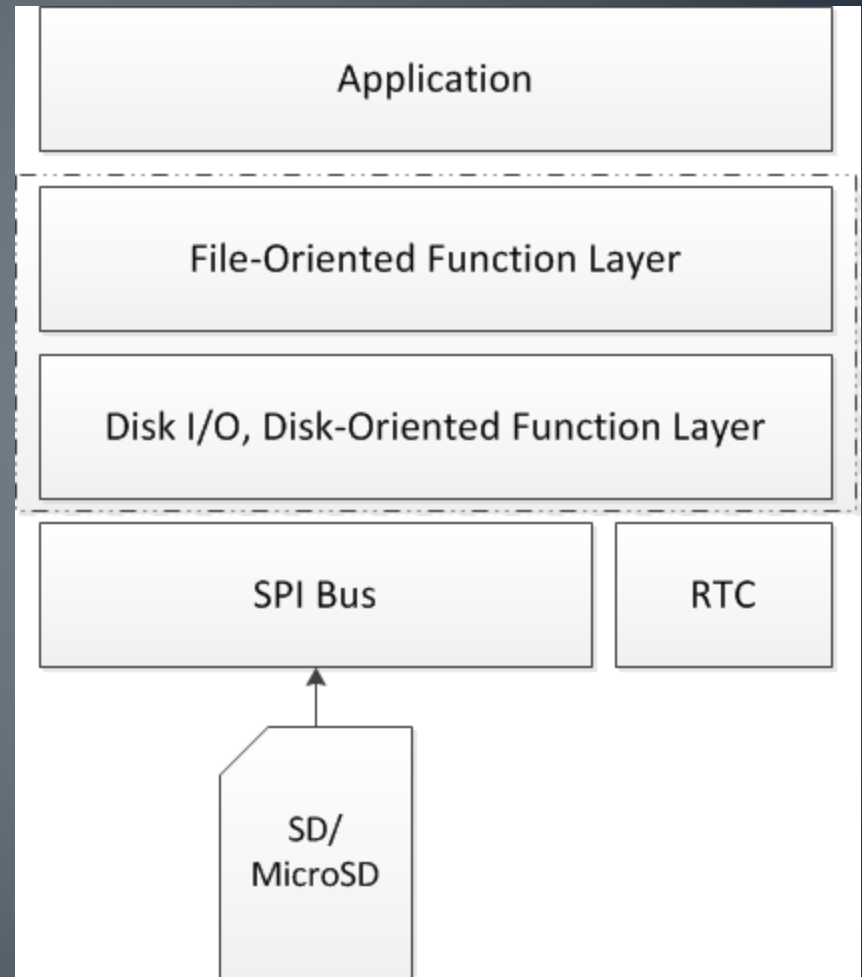 Application
File-Oriented Function Layer
Disk I/O, Disk-Oriented Function Layer
SPI Bus
RTC
SD/
MicroSD